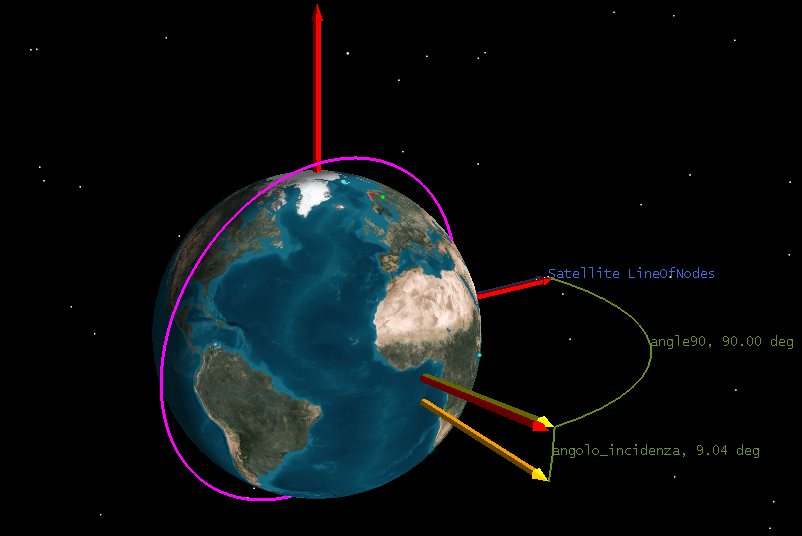 Satellite LineOfNodes
angle90, 90.00 deg
angolo_incidenza, 9.04 deg